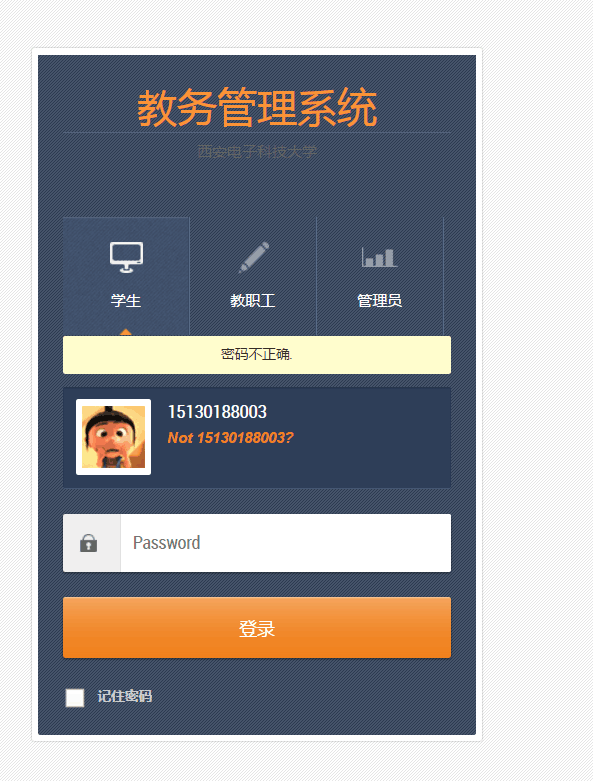 教务管理系统
西安电子科技大学
学生
教职工
管理员
密码不正确.
15130188003
Not 15130188003?
Password
登录
记住密码